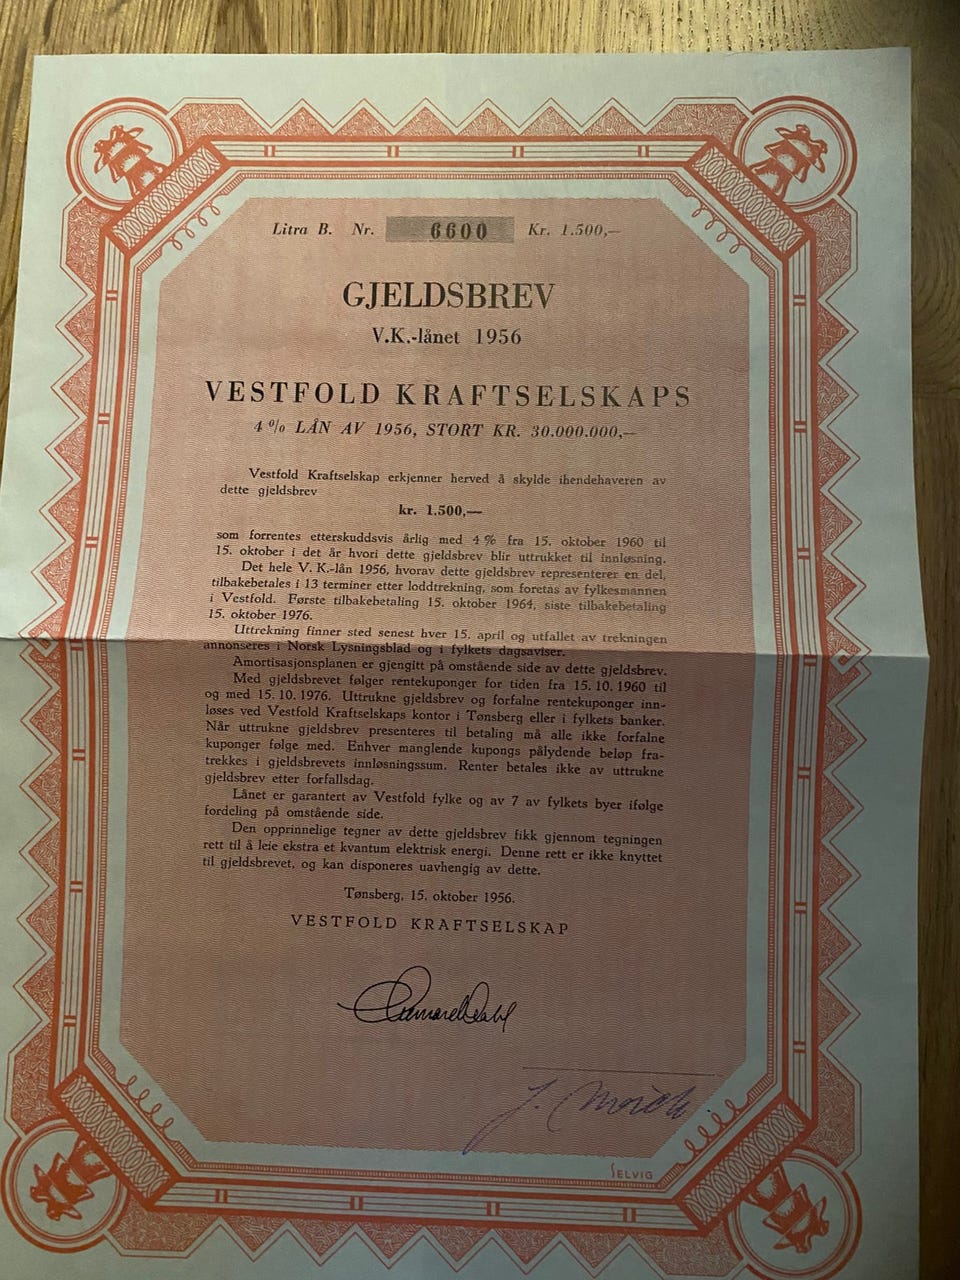 Litra B. Nr. 6600 Kr. 1.500,—
GJELDSBREV
V.K.-lånet 1956
VESTFOLD KRAFTSELSKAPS
4 % LÅN AV 1956, STORT KR. 30.000.000,—
Vestfold Kraftselskap erkjenner herved å skylde ihendehaveren av
dette gjeldsbrev
kr. 1.500,—
som forrentes etterskuddsvis årlig med 4 % fra 15. oktober 1960 til
15. oktober i det år hvori dette gjeldsbrev blir uttrukket til innløsning.
Det hele V. K.-lån 1956, hvorav dette gjeldsbrev representerer en del,
tilbakebetales i 13 terminer etter loddtrekning, som foretas av fylkesmannen
i Vestfold. Første tilbakebetaling 15. oktober 1964, siste tilbakebetaling
15. oktober 1976.
Uttrekning finner sted senest hver 15. april og utfallet av trekningen
annonseres i Norsk Lysningsblad og i fylkets dagsaviser.
Amortisasjonsplanen er gjengitt på omstående side av dette gjeldsbrev.
Med gjeldsbrevet følger rentekuponger for tiden fra 15. 10. 1960 til
og med 15. 10. 1976. Uttrukne gjeldsbrev og forfalne rentekuponger inn-
løses ved Vestfold Kraftselskaps kontor i Tønsberg eller i fylkets banker.
Når uttrukne gjeldsbrev presenteres til betaling må alle ikke forfalne
kuponger følge med. Enhver manglende kupongs pålydende beløp fra-
trekkes i gjeldsbrevets innløsningssum. Renter betales ikke av uttrukne
gjeldsbrev etter forfallsdag.
Lånet er garantert av Vestfold fylke og av 7 av fylkets byer ifølge
fordeling på omstående side.
Den opprinnelige tegner av dette gjeldsbrev fikk gjennom tegningen
rett til å leie ekstra et kvantum elektrisk energi. Denne rett er ikke knyttet
til gjeldsbrevet, og kan disponeres uavhengig av dette.
Tønsberg, 15. oktober 1956.
VESTFOLD KRAFTSELSKAP
SELVIG